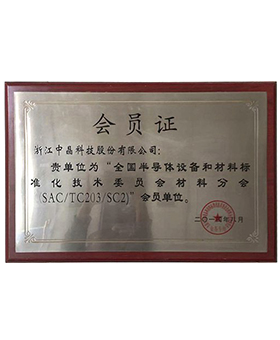 会员证
浙江中晶科技股份有限公司：
贵单位为“全国半导体设备和材料标
准化技术委员会材料分会
(SAC/TC203/SC2)”会员单位。